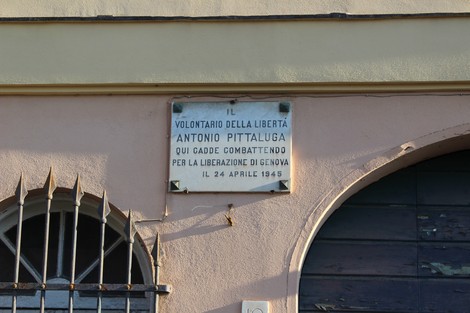 IL
VOLONTARIO DELLA LIBERTÀ
ANTONIO PITTALUGA
QUI CADDE COMBATTENDO
PER LA LIBERAZIONE DI GENOVA
IL 24 APRILE 1945